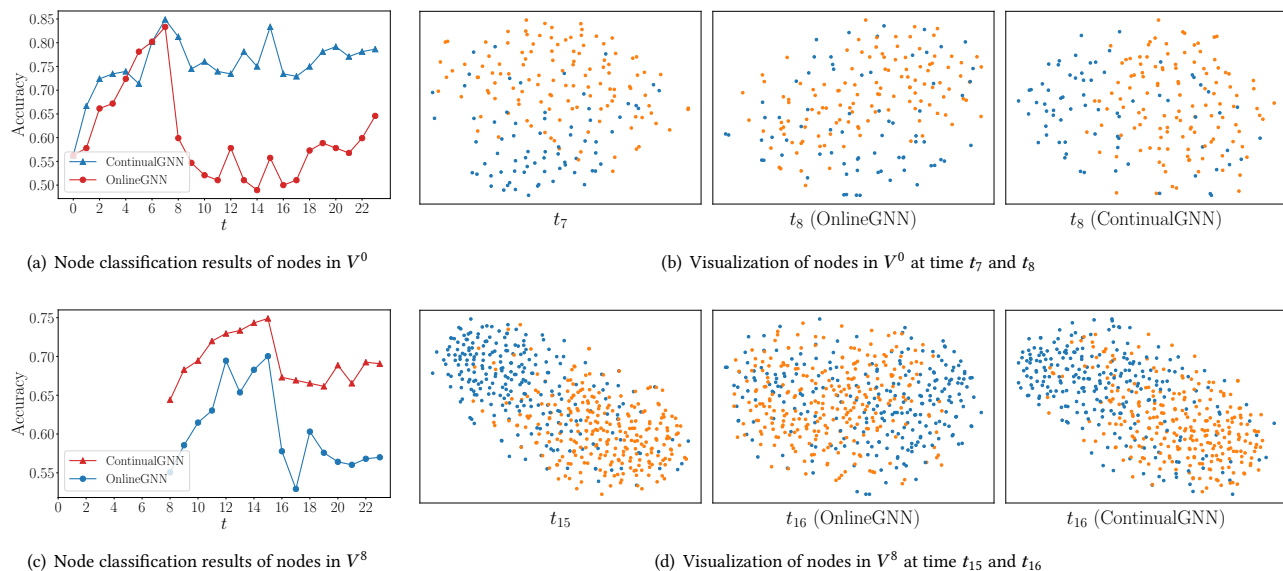 0.85
0.80
0.75
0.70
0.65
0.60
0.55
0.50
Accuracy
ContinualGNN
OnlineGNN
0 2 4 6 8 10 12 14 16 18 20 22
t
(a) Node classification results of nodes in V⁰
t₇
t₈ (OnlineGNN)
t₈ (ContinualGNN)
(b) Visualization of nodes in V⁰ at time t₇ and t₈
0.75
0.70
0.65
0.60
0.55
Accuracy
ContinualGNN
OnlineGNN
0 2 4 6 8 10 12 14 16 18 20 22
t
(c) Node classification results of nodes in V⁸
t₁₅
t₁₆ (OnlineGNN)
t₁₆ (ContinualGNN)
(d) Visualization of nodes in V⁸ at time t₁₅ and t₁₆